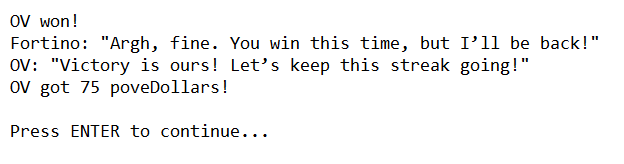 OV won!
Fortino: "Argh, fine. You win this time, but I’ll be back!"
OV: "Victory is ours! Let’s keep this streak going!"
OV got 75 poveDollars!
Press ENTER to continue...